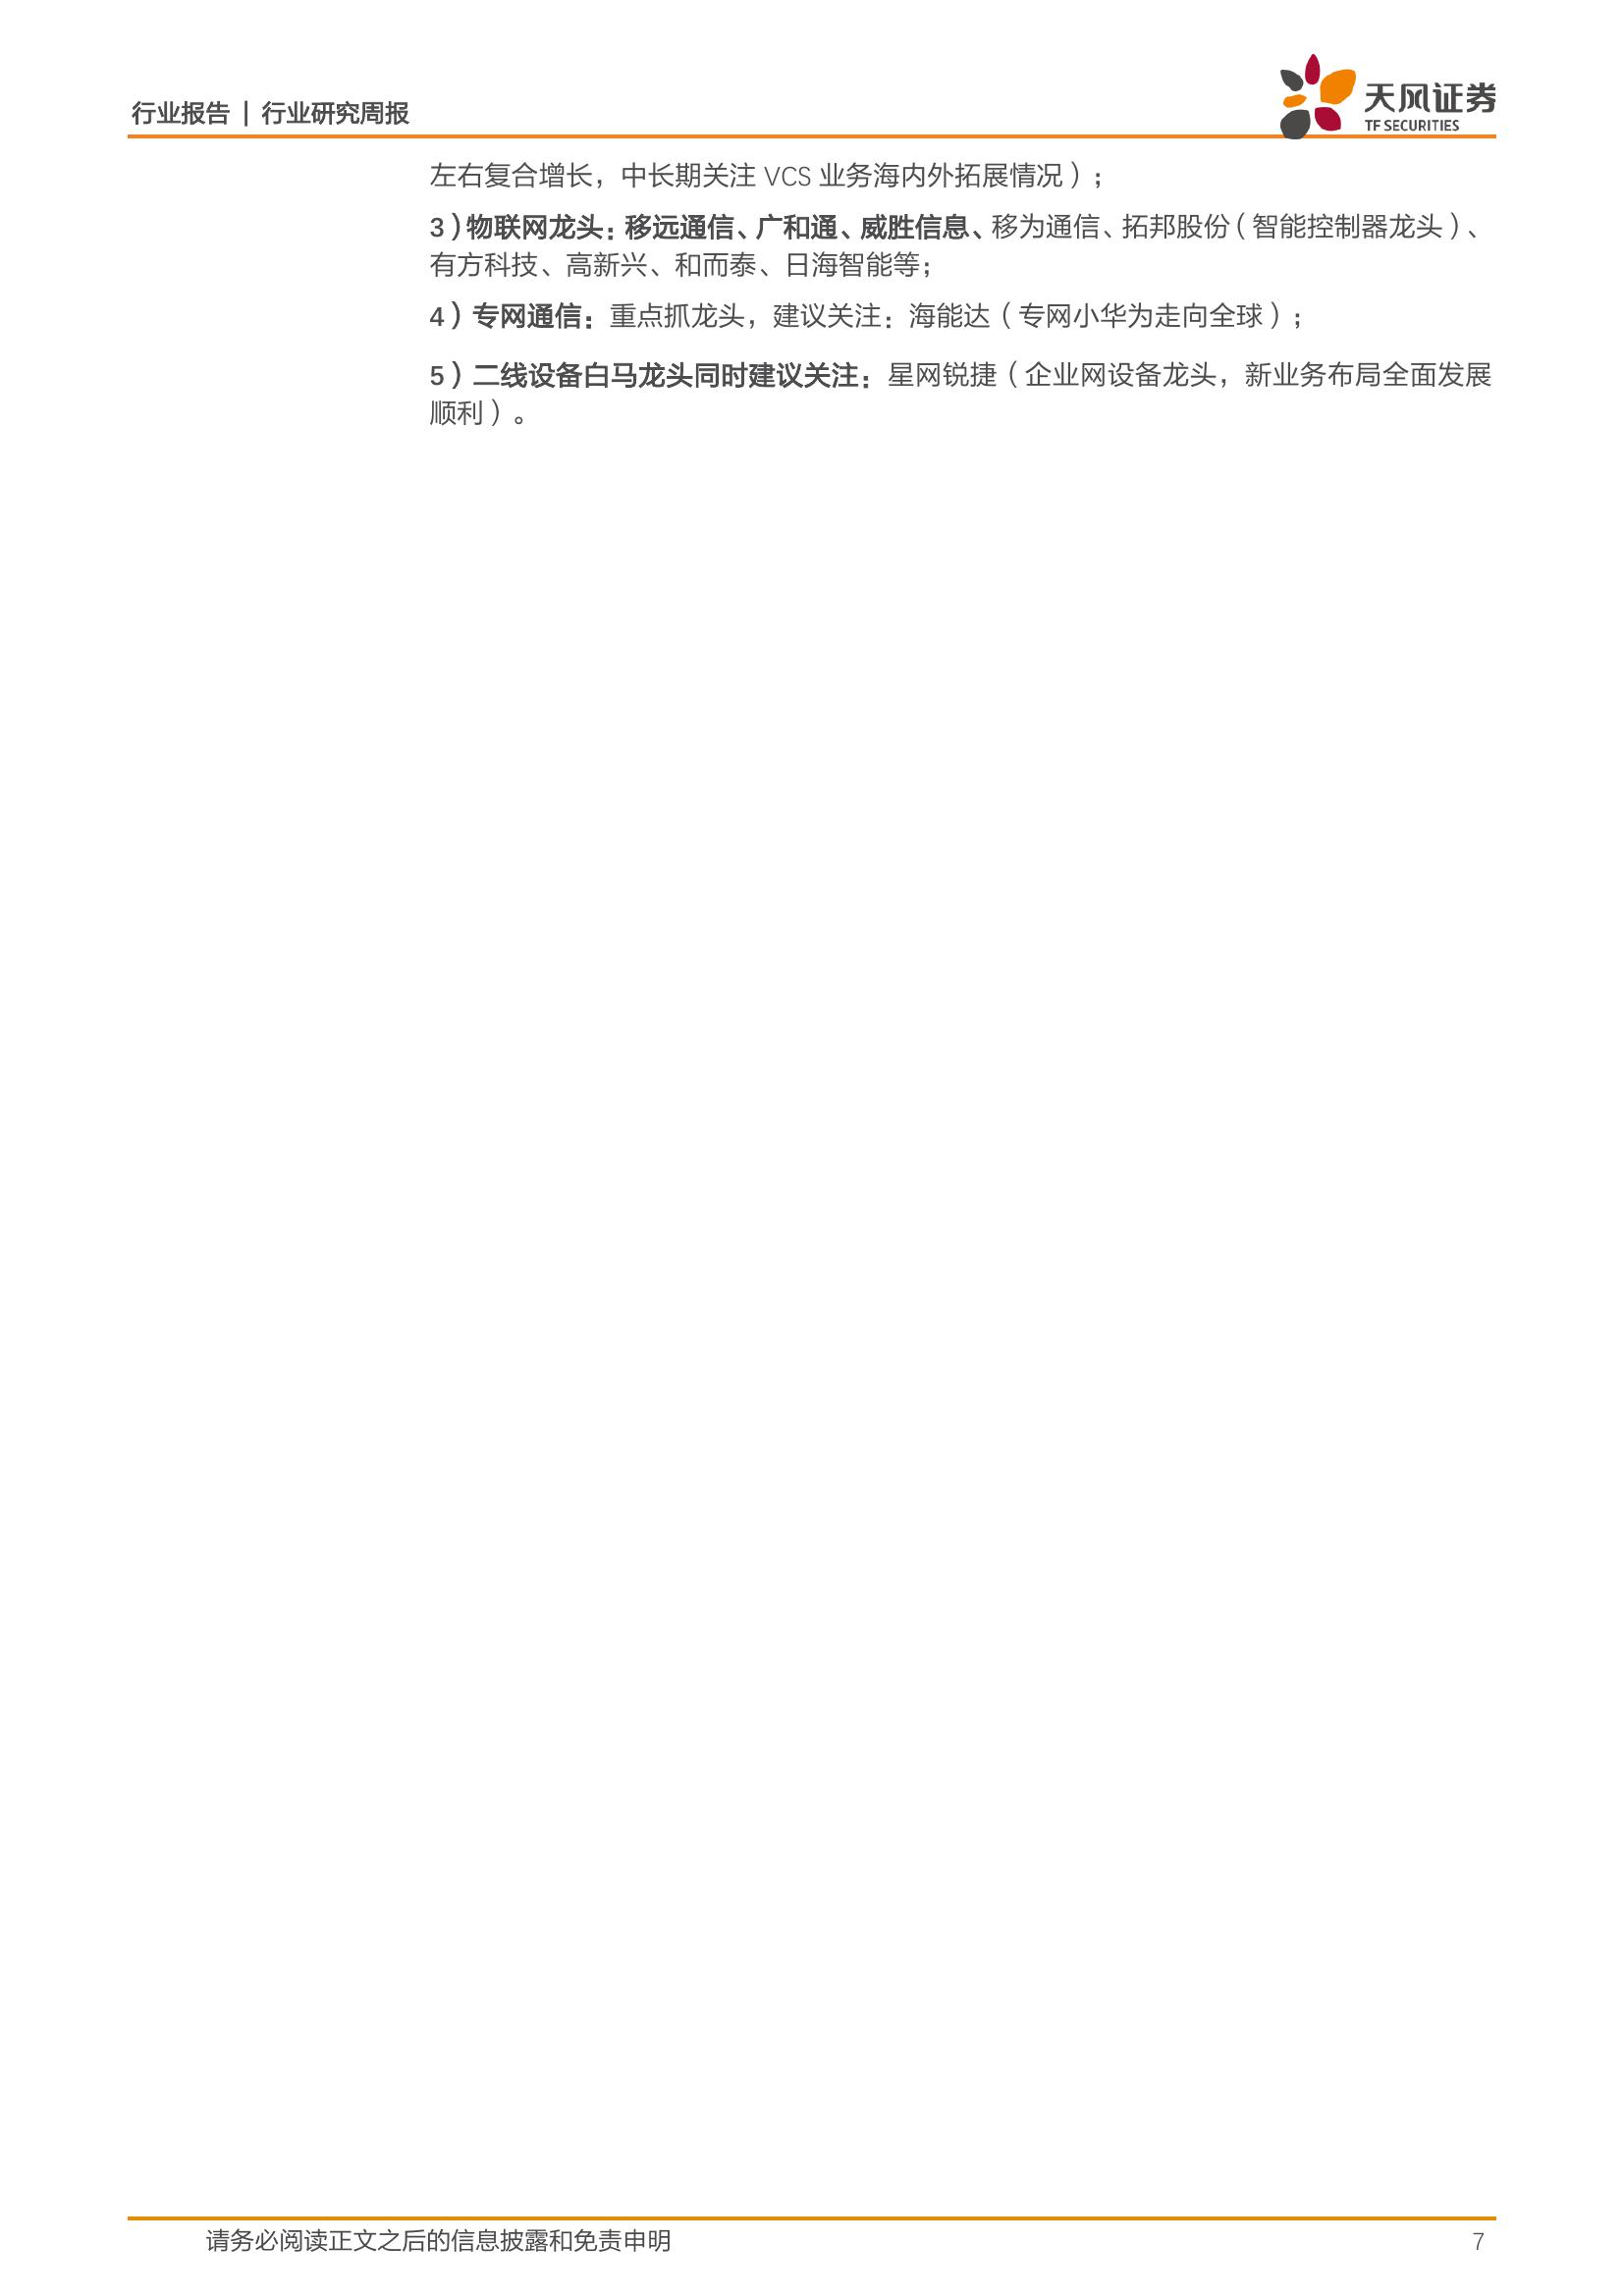 行业报告 | 行业研究周报
天风证券
TF SECURITIES
左右复合增长，中长期关注 VCS 业务海内外拓展情况）；
3）物联网龙头：移远通信、广和通、威胜信息、移为通信、拓邦股份（智能控制器龙头）、
有方科技、高新兴、和而泰、日海智能等；
4）专网通信：重点抓龙头，建议关注：海能达（专网小华为走向全球）；
5）二线设备白马龙头同时建议关注：星网锐捷（企业网设备龙头，新业务布局全面发展
顺利）。
请务必阅读正文之后的信息披露和免责申明
7